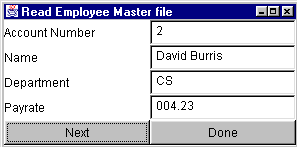 Read Employee Master file
Account Number 2
Name David Burris
Department CS
Payrate 004.23
Next Done